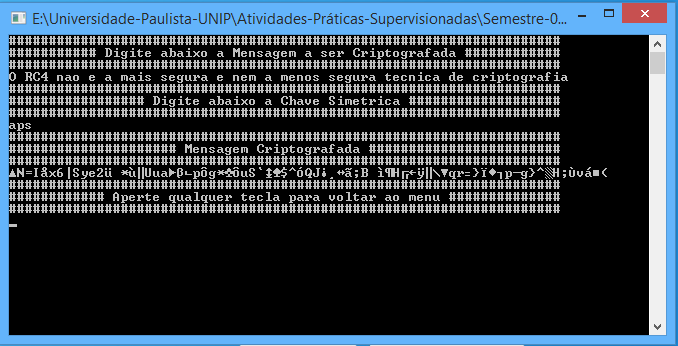 E:\Universidade-Paulista-UNIP\Atividades-Práticas-Supervisionadas\Semestre-0...
#####################################################################
########### Digite abaixo a Mensagem a ser Criptografada ############
#####################################################################
O RC4 nao e a mais segura e nem a menos segura tecnica de criptografia
#####################################################################
################# Digite abaixo a Chave Simetrica ###################
#####################################################################
aps
#####################################################################
##################### Mensagem Criptografada ########################
#####################################################################
#####################################################################
############ Aperte qualquer tecla para voltar ao menu ##############
#####################################################################